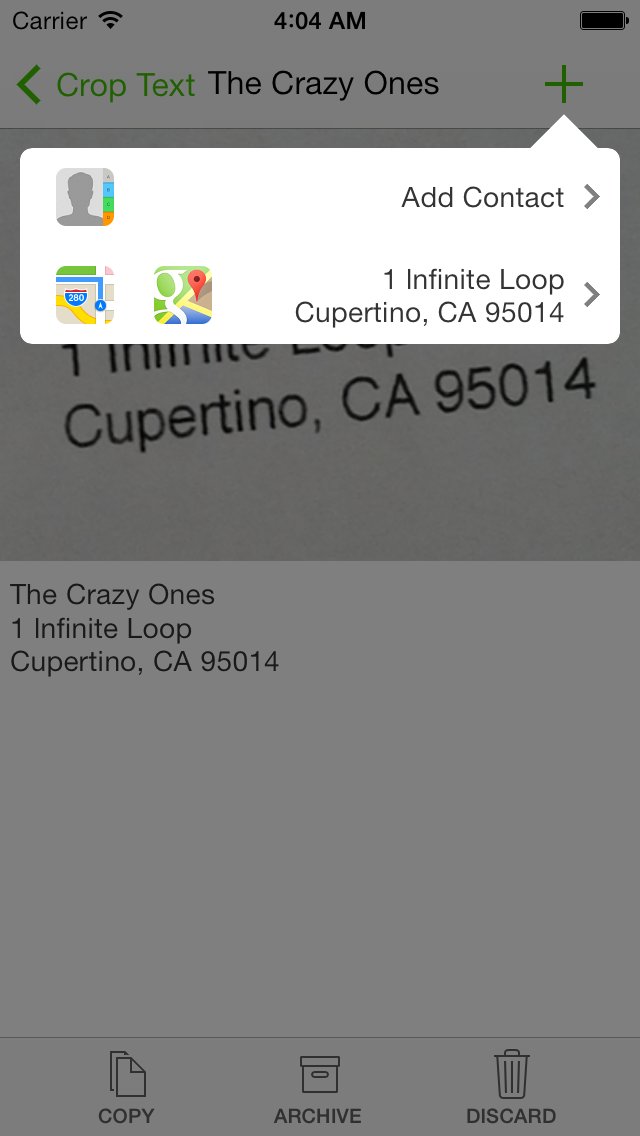 Carrier 4:04 AM
Crop Text The Crazy Ones
Add Contact
280
1 Infinite Loop
Cupertino, CA 95014
1 Infinite Loop
Cupertino, CA 95014
The Crazy Ones
1 Infinite Loop
Cupertino, CA 95014
COPY ARCHIVE DISCARD